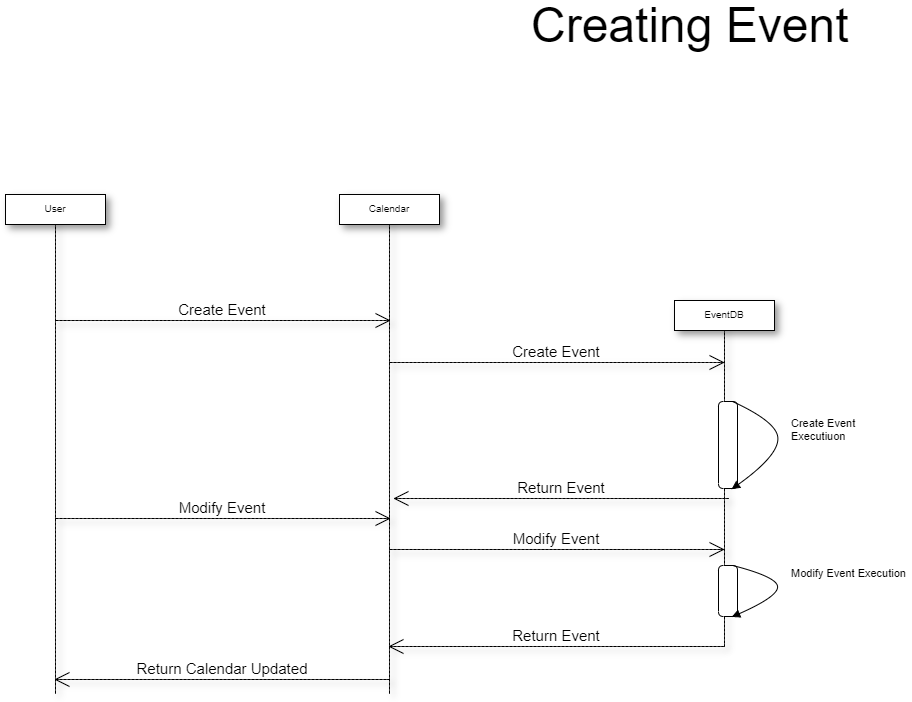 Creating Event
User
Calendar
EventDB
Create Event
Create Event
Create Event
Executiuon
Return Event
Modify Event
Modify Event
Modify Event Execution
Return Event
Return Calendar Updated